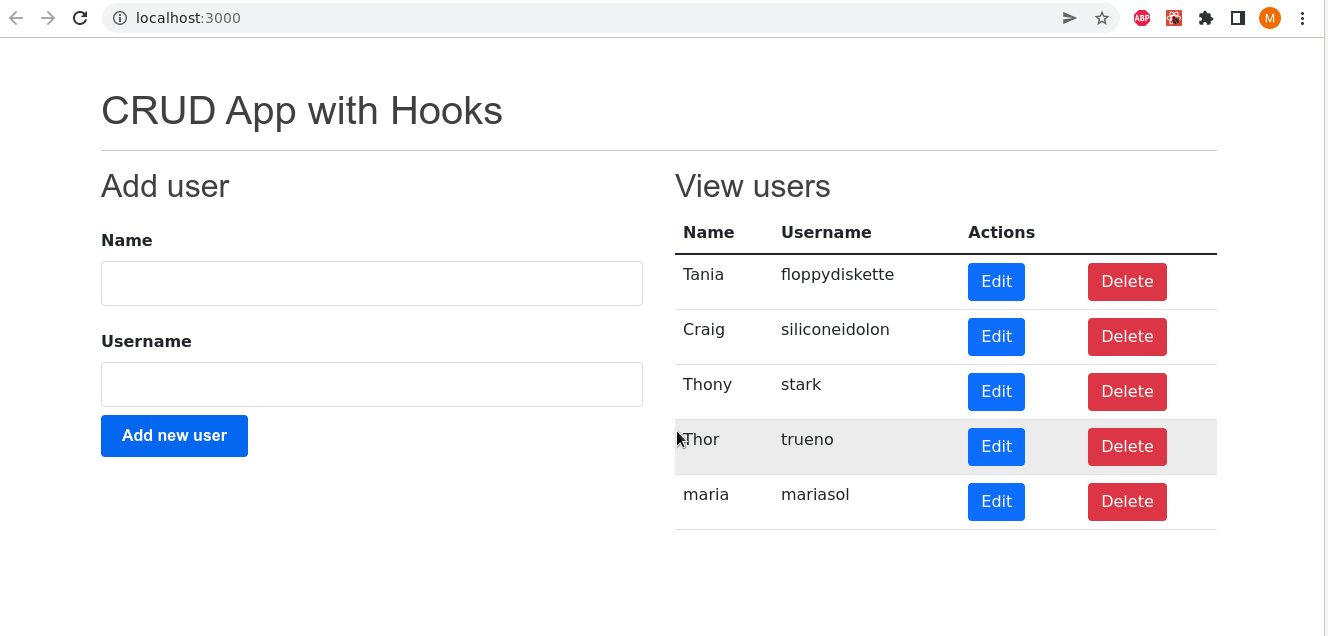 localhost:3000
ABP
M
CRUD App with Hooks
Add user
Name
Username
Add new user
View users
Name Username Actions
Tania floppydiskette Edit Delete
Craig siliconeidolon Edit Delete
Thony stark Edit Delete
Thor trueno Edit Delete
maria mariasol Edit Delete